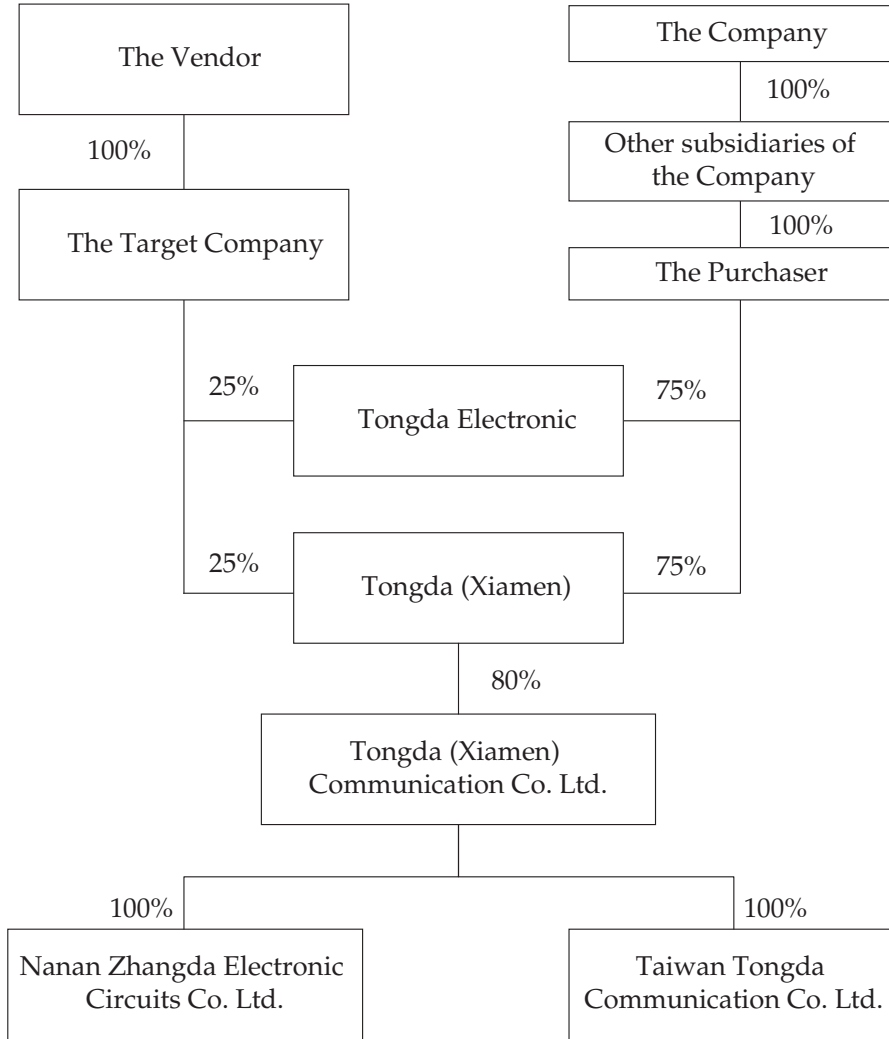 The Vendor
The Company
100%
100%
Other subsidiaries of
the Company
The Target Company
100%
The Purchaser
25%
Tongda Electronic
75%
25%
Tongda (Xiamen)
75%
80%
Tongda (Xiamen)
Communication Co. Ltd.
100%
100%
Nanan Zhangda Electronic
Circuits Co. Ltd.
Taiwan Tongda
Communication Co. Ltd.